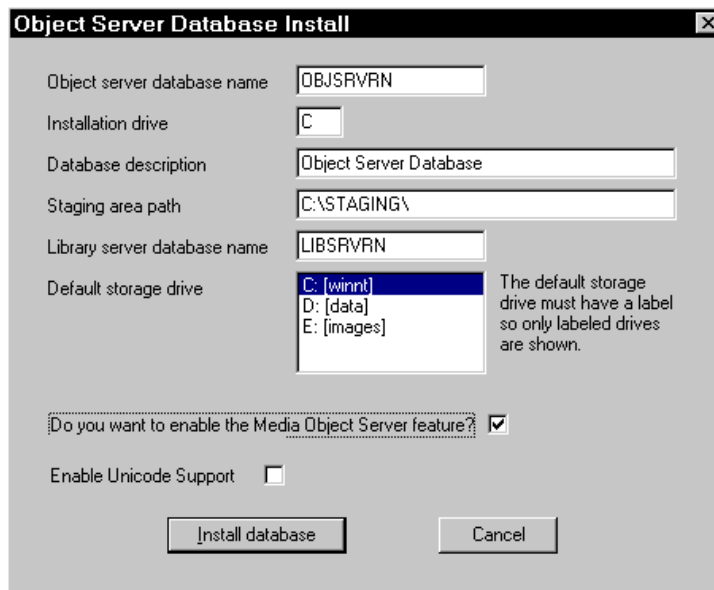 Object Server Database Install
Object server database name OBJSRVRN
Installation drive C
Database description Object Server Database
Staging area path C:\STAGING\
Library server database name LIBSRVRN
Default storage drive C: [winnt]
D: [data]
E: [images]
The default storage
drive must have a label
so only labeled drives
are shown.
Do you want to enable the Media Object Server feature?
Enable Unicode Support
Install database Cancel